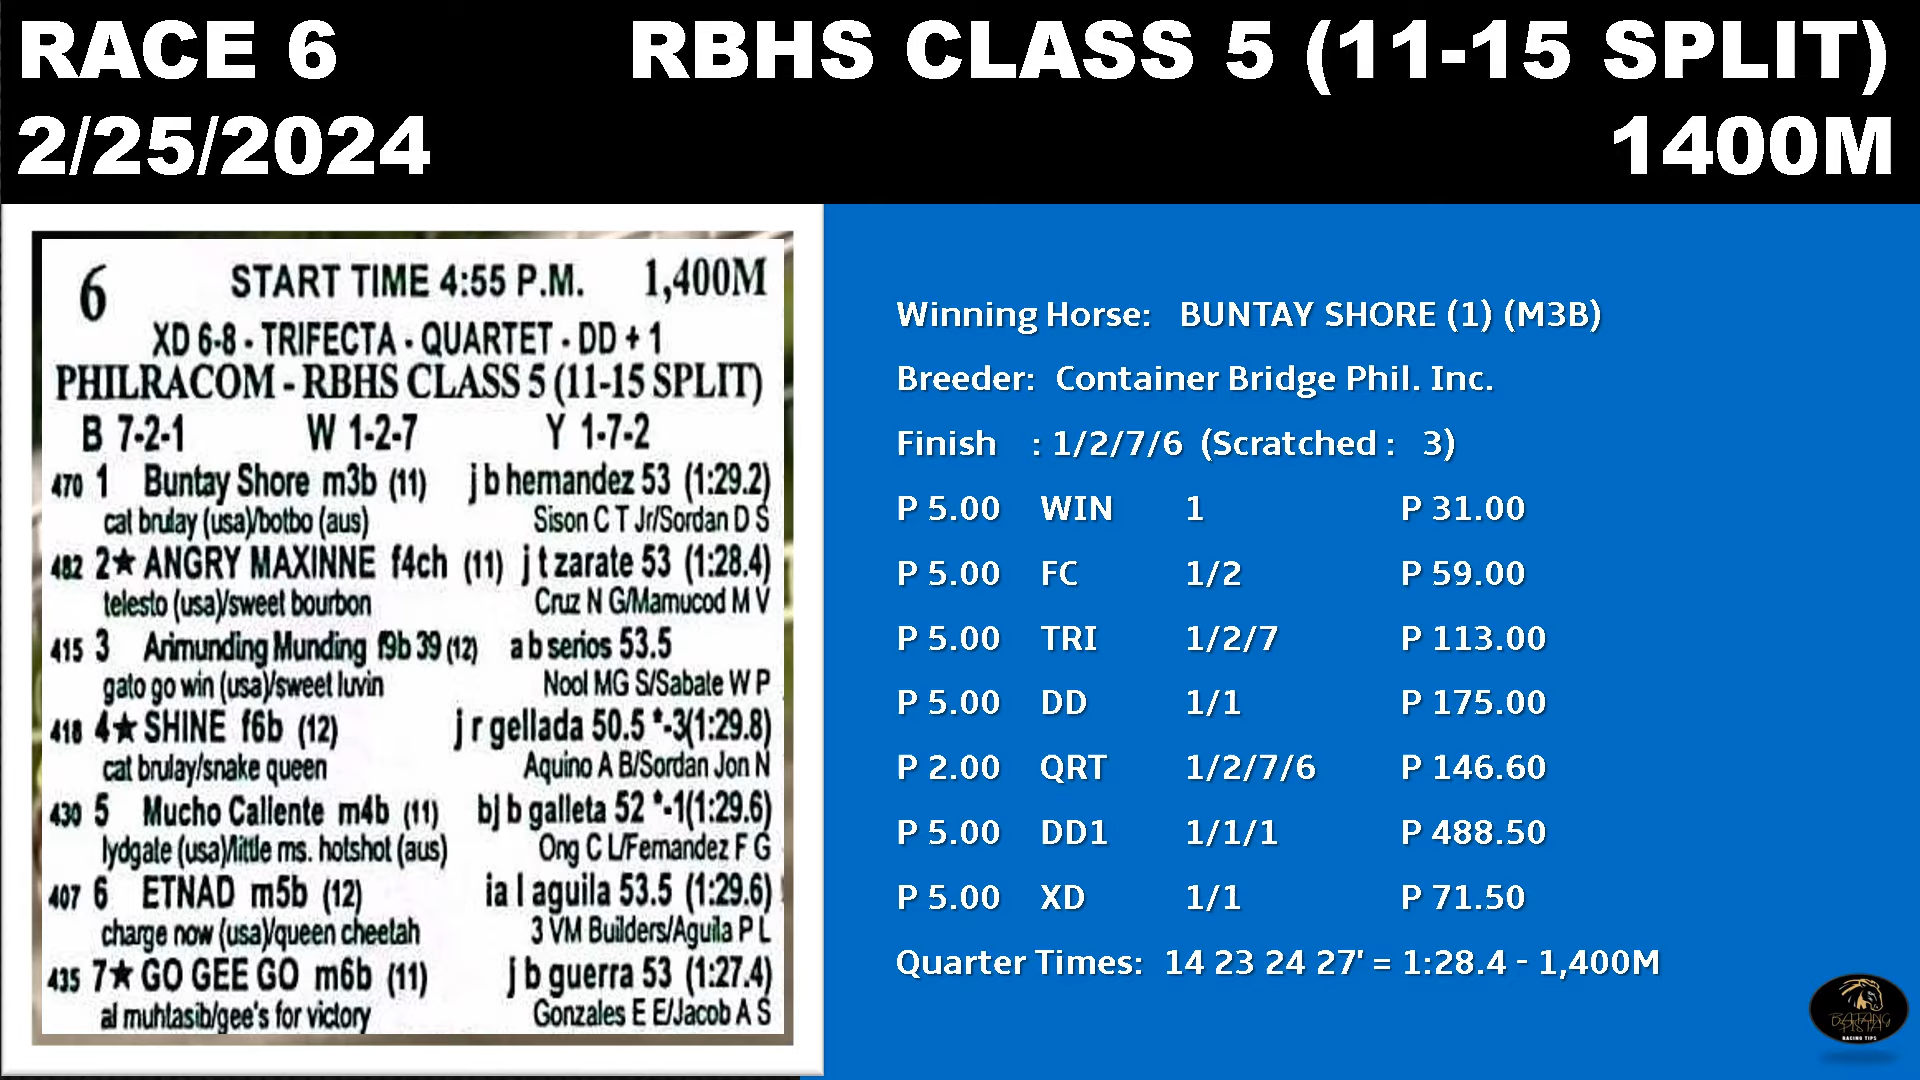 RACE 6 RBHS CLASS 5 (11-15 SPLIT)
2/25/2024 1400M
6 START TIME 4:55 P.M. 1,400M
XD 6-8 - TRIFECTA - QUARTET - DD + 1
PHILRACOM - RBHS CLASS 5 (11-15 SPLIT)
B 7-2-1 W 1-2-7 Y 1-7-2
470 1 Buntay Shore m3b (11) j b hernandez 53 (1:29.2)
cat brulay (usa)/botbo (aus) Sison C T Jr/Sordan D S
482 2★ ANGRY MAXINNE f4ch (11) j t zarate 53 (1:28.4)
telesto (usa)/sweet bourbon Cruz N G/Mamucod M V
415 3 Arimunding Munding f9b 39 (12) a b serios 53.5
gato go win (usa)/sweet luvin Nool MG S/Sabate W P
418 4★ SHINE f6b (12) j r gellada 50.5 *-3(1:29.8)
cat brulay/snake queen Aquino A B/Sordan Jon N
430 5 Mucho Caliente m4b (11) bj b galleta 52 *-1(1:29.6)
lydgate (usa)/little ms. hotshot (aus) Ong C L/Fernandez F G
407 6 ETNAD m5b (12) ia l aguila 53.5 (1:29.6)
charge now (usa)/queen cheetah 3 VM Builders/Aguila P L
435 7★ GO GEE GO m6b (11) j b guerra 53 (1:27.4)
al muhtasib/gee's for victory Gonzales E E/Jacob A S
Winning Horse: BUNTAY SHORE (1) (M3B)
Breeder: Container Bridge Phil. Inc.
Finish : 1/2/7/6 (Scratched : 3)
P 5.00 WIN 1 P 31.00
P 5.00 FC 1/2 P 59.00
P 5.00 TRI 1/2/7 P 113.00
P 5.00 DD 1/1 P 175.00
P 2.00 QRT 1/2/7/6 P 146.60
P 5.00 DD1 1/1/1 P 488.50
P 5.00 XD 1/1 P 71.50
Quarter Times: 14 23 24 27' = 1:28.4 - 1,400M
BATANG
PISTA
RACING TIPS